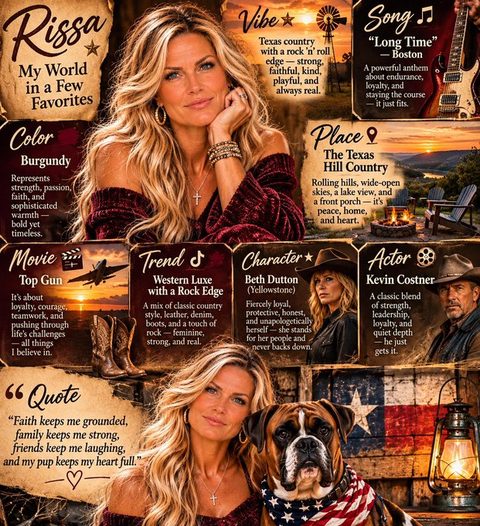 Rissa
My World
in a Few
Favorites
Vibe
Texas country
with a rock 'n' roll
edge — strong,
faithful, kind,
playful, and
always real.
Song
"Long Time"
— Boston
A powerful anthem
about endurance,
loyalty, and
staying the course
— it just fits.
Color
Burgundy
Represents
strength, passion,
faith, and
sophisticated
warmth —
bold yet
timeless.
Place
The Texas
Hill Country
Rolling hills, wide-open
skies, a lake view, and
a front porch — it's
peace, home,
and heart.
Movie
Top Gun
It's about
loyalty, courage,
teamwork, and
pushing through
life's challenges
— all things
I believe in.
Trend
Western Luxe
with a Rock Edge
A mix of classic country
style, leather, denim,
boots, and a touch of
rock — feminine,
strong, and real.
Character
Beth Dutton
(Yellowstone)
Fiercely loyal,
protective, honest,
and unapologetically
herself — she stands
for her people and
never backs down.
Actor
Kevin Costner
A classic blend
of strength,
leadership,
loyalty, and
quiet depth
— he just
gets it.
"Quote
"Faith keeps me grounded,
family keeps me strong,
friends keep me laughing,
and my pup keeps my heart full."